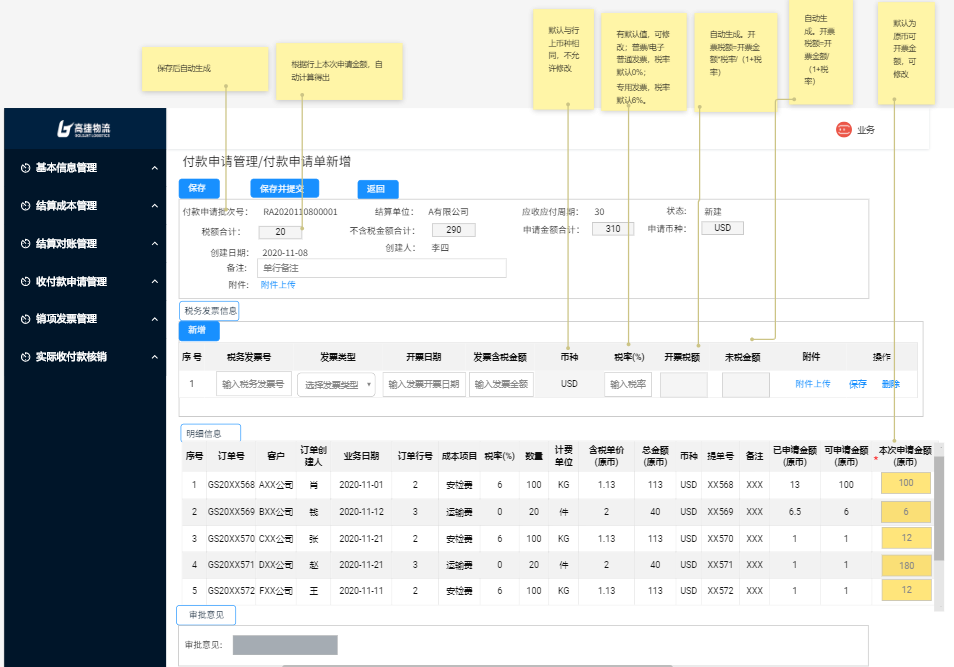 保存后自动生成
根据行上本次申请金额，自
动计算得出
默认与行
上币种相
同，不允
许修改
有默认值，可修
改；普票/电子
普通发票，税率
默认0%；
专用发票，税率
默认6%。
自动生成。开
票税额=开票金
额*税率/（1+税
率）
自动生
成。开票
税额=开
票金额/
（1+税
率）
默认为
原币可
开票金
额，可
修改
高捷物流
业务
基本信息管理
结算成本管理
结算对账管理
收付款申请管理
销项发票管理
实际收付款核销
付款申请管理/付款申请单新增
保存
保存并提交
返回
付款申请批次号： RA2020110800001 结算单位： A有限公司 应收应付周期： 30 状态： 新建
税额合计： 20 不含税金额合计： 290 申请金额合计： 310 申请币种： USD
创建日期： 2020-11-08 创建人： 李四
备注: 单行备注
附件： 附件上传
税务发票信息
新增
序号 税务发票号 发票类型 开票日期 发票含税金额 币种 税率(%) 开票税额 未税金额 附件 操作
1 输入税务发票号 选择发票类型 输入发票开票日期 输入发票金额 USD 输入税率 附件上传 保存 删除
明细信息
序号 订单号 客户 订单创建人 业务日期 订单行号 成本项目 税率(%) 数量 计费单位 含税单价(原币) 总金额(原币) 币种 提单号 备注 已申请金额(原币) 可申请金额(原币) *本次申请金额(原币)
1 GS20XX568 AXX公司 肖 2020-11-01 2 安检费 6 100 KG 1.13 113 USD XX568 XXX 13 100 100
2 GS20XX569 BXX公司 钱 2020-11-12 3 运输费 0 20 件 2 40 USD XX569 XXX 6.5 6 6
3 GS20XX570 CXX公司 张 2020-11-21 2 安检费 6 100 KG 1.13 113 USD XX570 XXX 1 1 12
4 GS20XX571 DXX公司 赵 2020-11-21 3 运输费 0 20 件 2 40 USD XX571 XXX 1 1 180
5 GS20XX572 FXX公司 王 2020-11-11 2 安检费 6 100 KG 1.13 113 USD XX572 XXX 1 1 12
审批意见
审批意见: